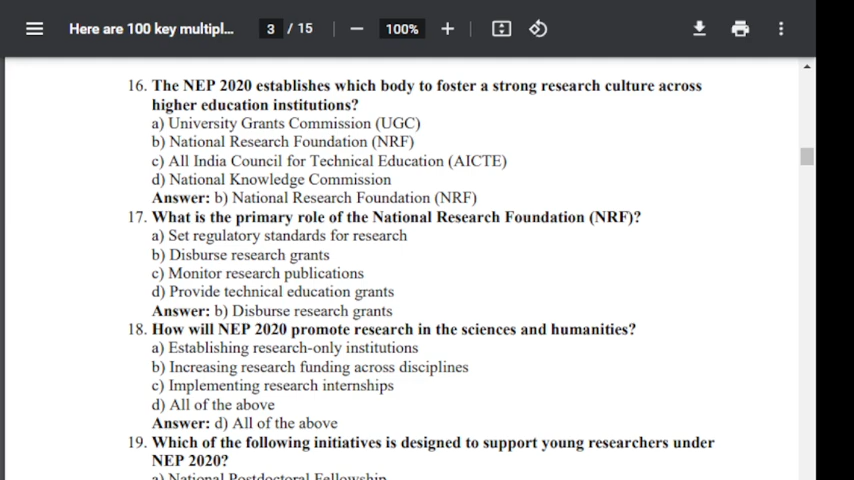 Here are 100 key multipl... 3 / 15 100%
16. The NEP 2020 establishes which body to foster a strong research culture across
higher education institutions?
a) University Grants Commission (UGC)
b) National Research Foundation (NRF)
c) All India Council for Technical Education (AICTE)
d) National Knowledge Commission
Answer: b) National Research Foundation (NRF)
17. What is the primary role of the National Research Foundation (NRF)?
a) Set regulatory standards for research
b) Disburse research grants
c) Monitor research publications
d) Provide technical education grants
Answer: b) Disburse research grants
18. How will NEP 2020 promote research in the sciences and humanities?
a) Establishing research-only institutions
b) Increasing research funding across disciplines
c) Implementing research internships
d) All of the above
Answer: d) All of the above
19. Which of the following initiatives is designed to support young researchers under
NEP 2020?
a) National Postdoctoral Fellowship